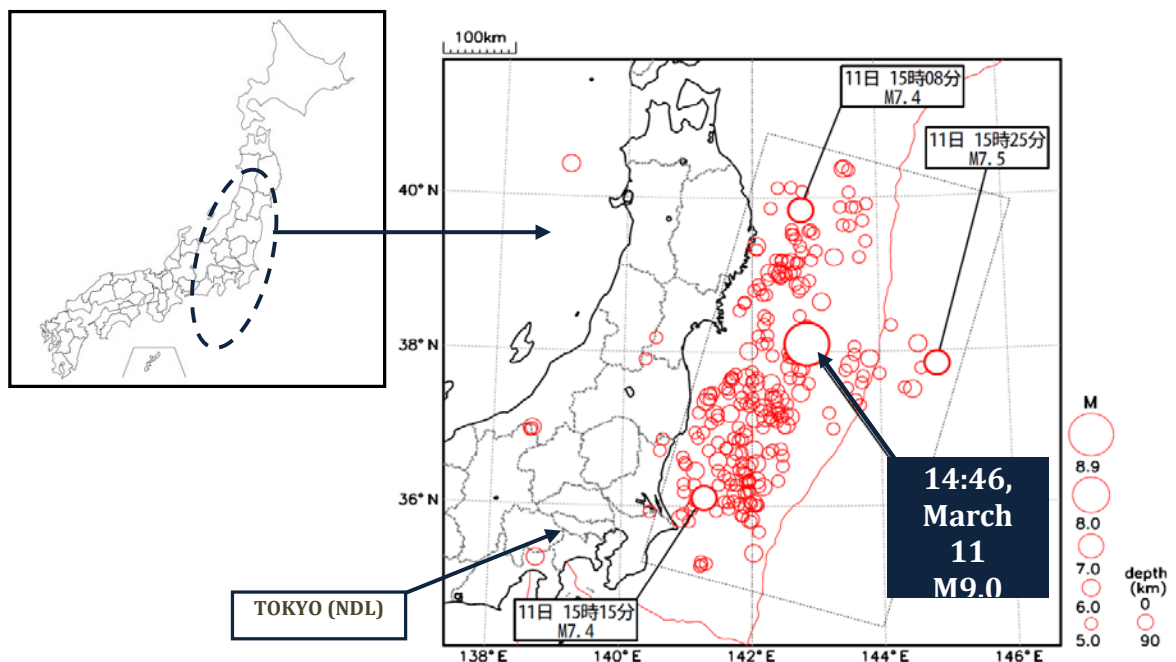 100km
11日 15時08分
M7.4
11日 15時25分
M7.5
40°N
38°N
36°N
14:46,
March
11
M9.0
TOKYO (NDL)
11日 15時15分
M7.4
138°E
140°E
142°E
144°E
146°E
M
8.9
8.0
7.0
6.0
5.0
depth
(km)
0
90
a